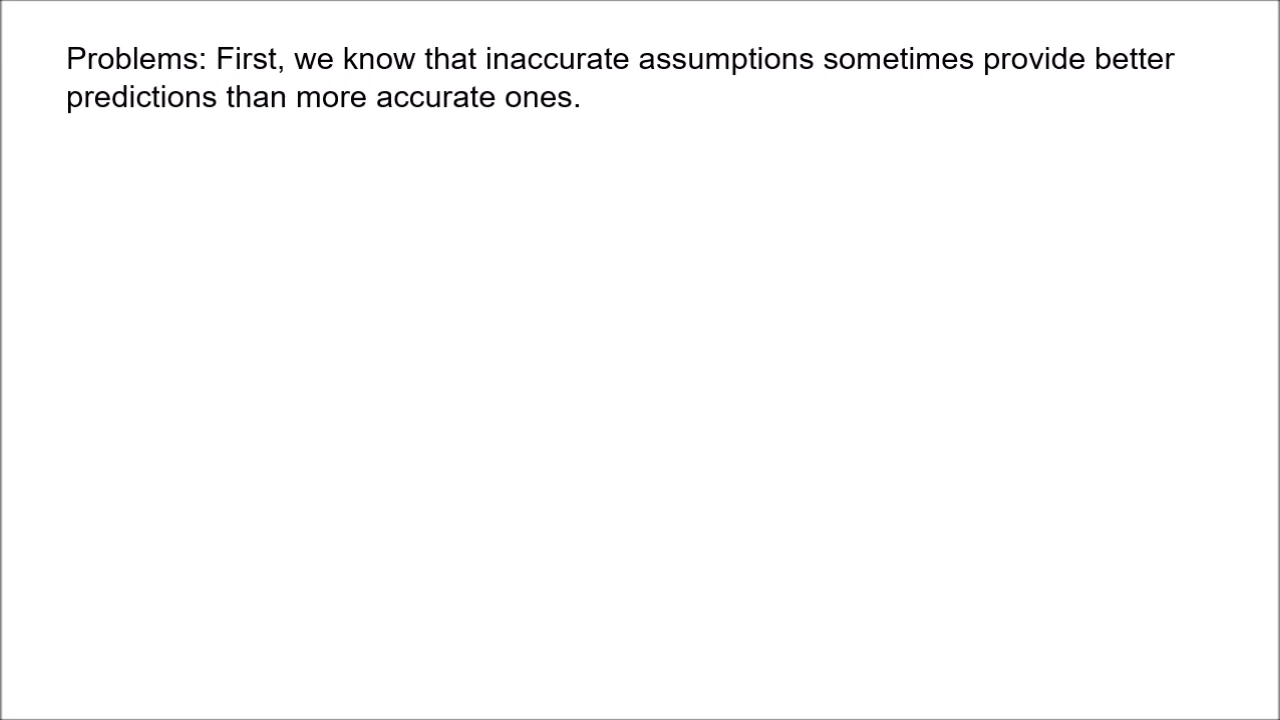 Problems: First, we know that inaccurate assumptions sometimes provide better
predictions than more accurate ones.